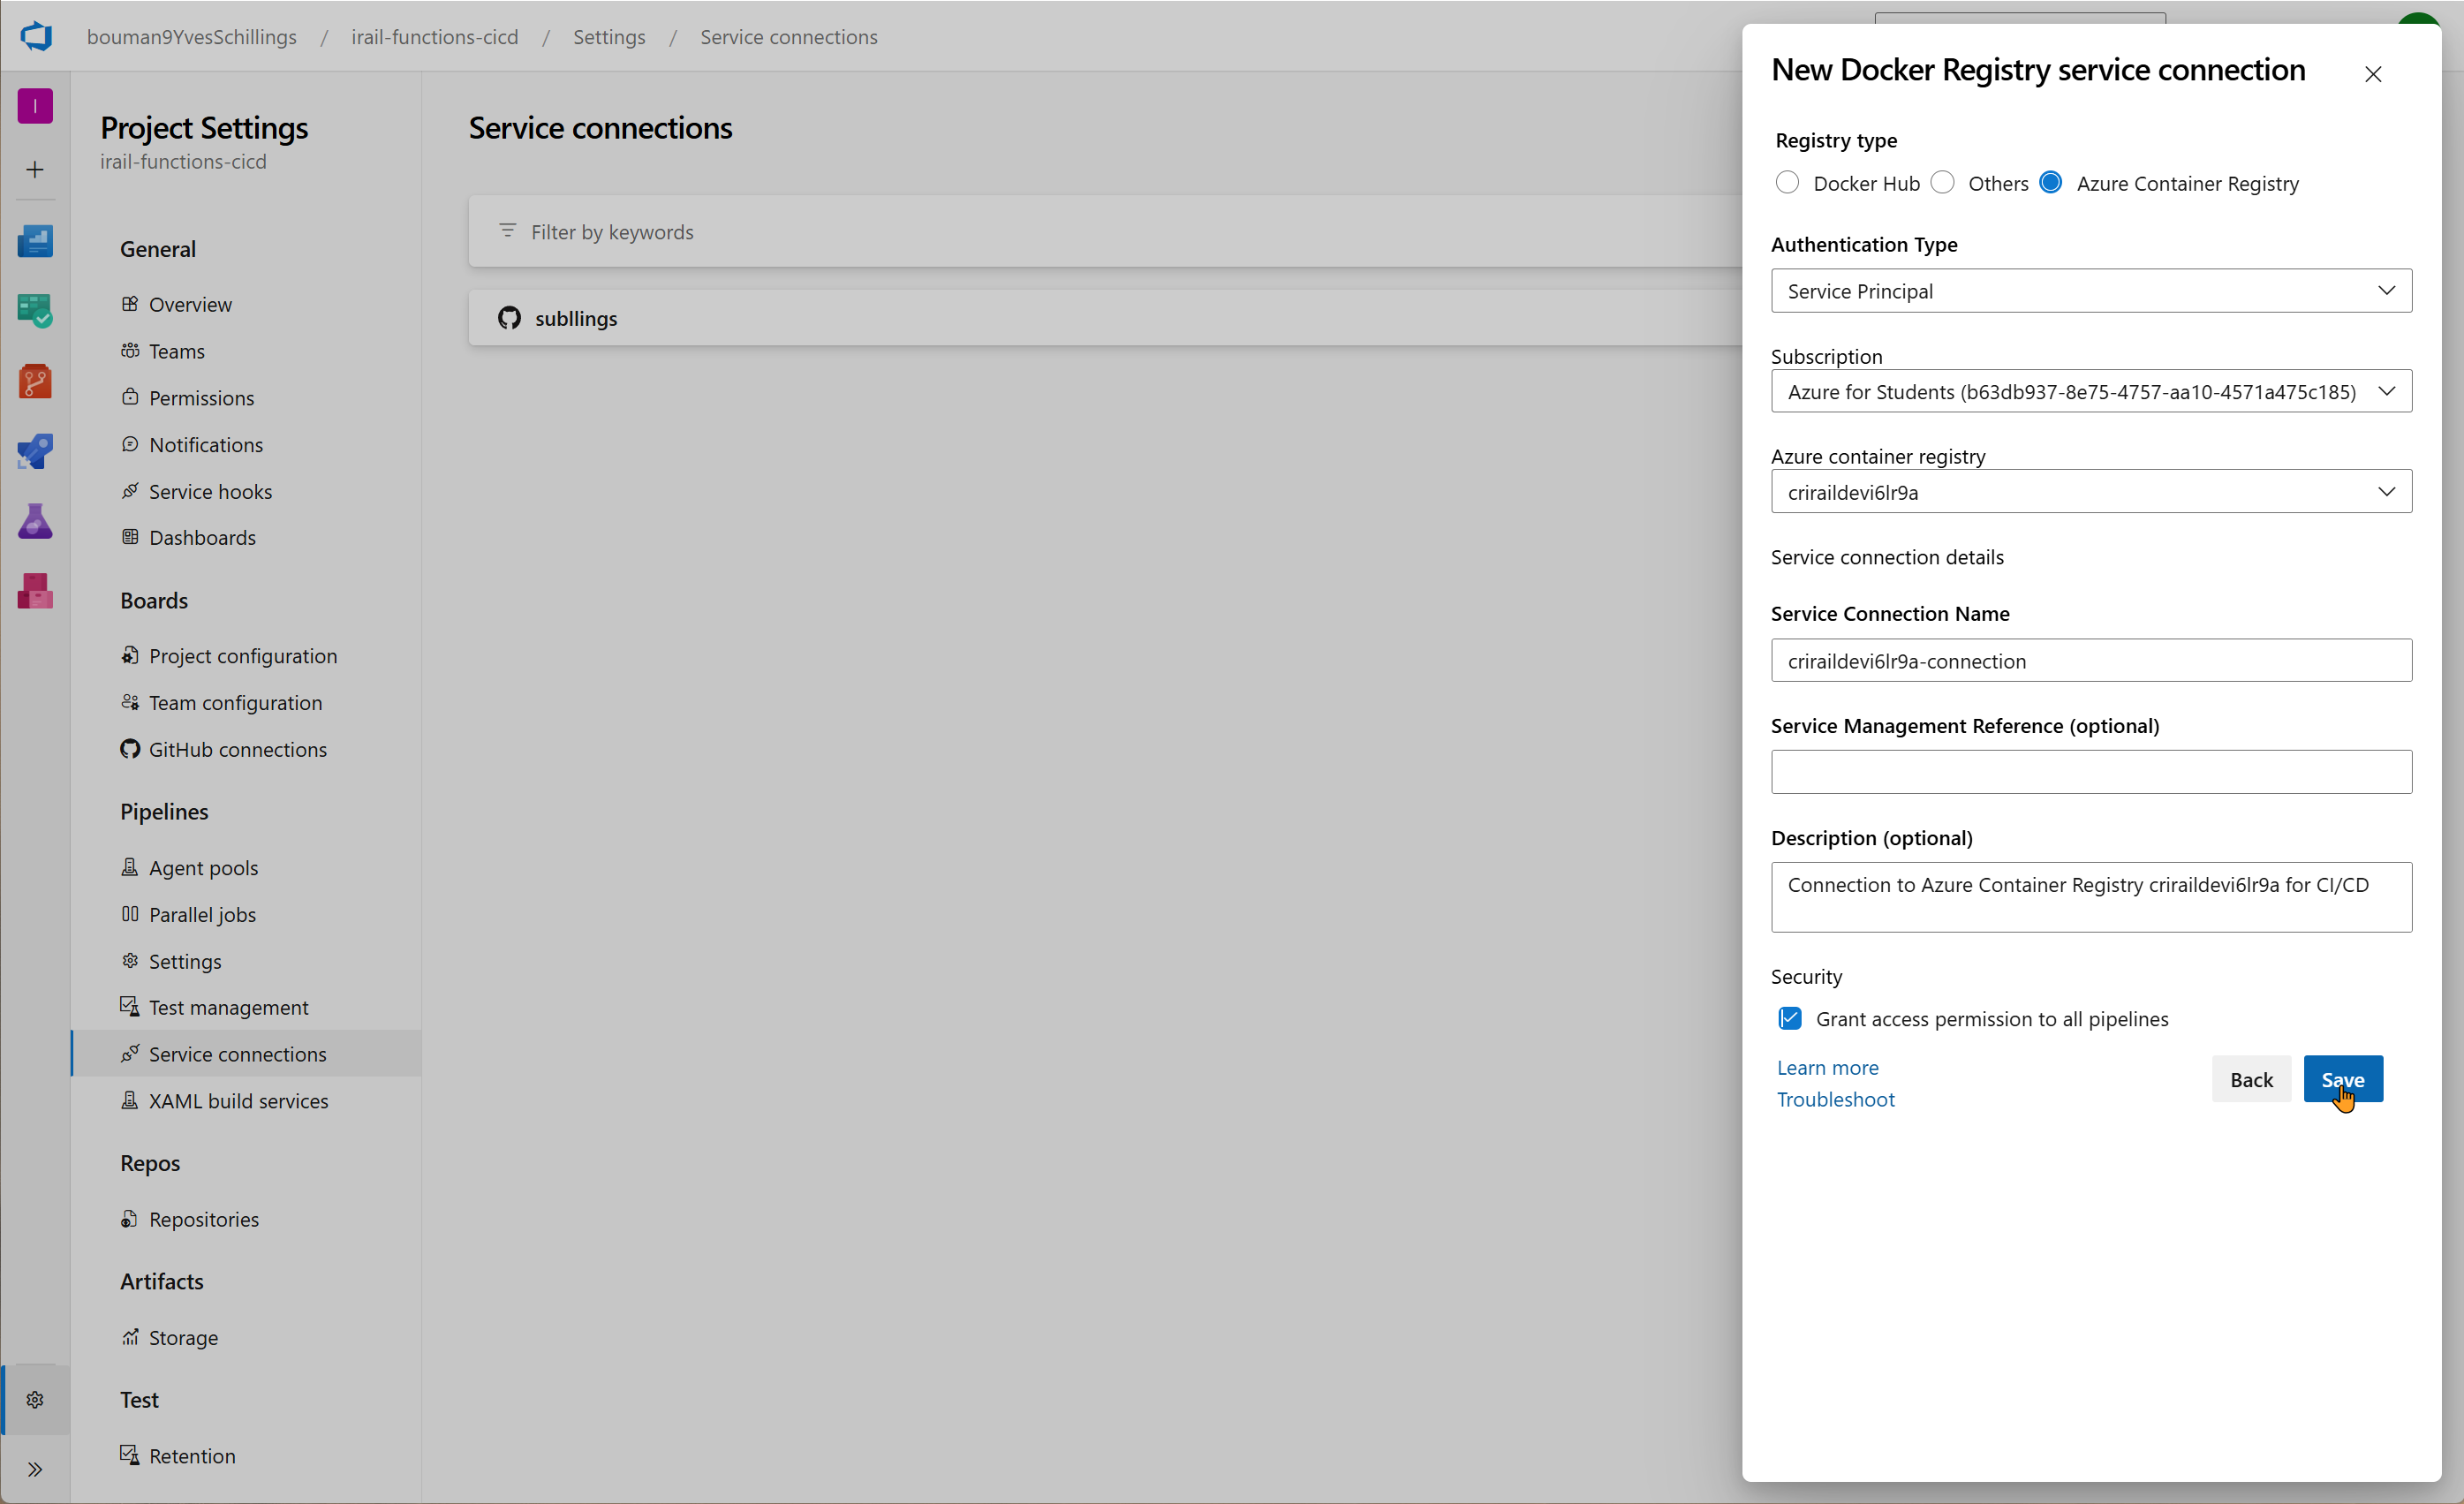 bouman9YvesSchillings / irail-functions-cicd / Settings / Service connections
I
Project Settings
irail-functions-cicd
General
Overview
Teams
Permissions
Notifications
Service hooks
Dashboards
Boards
Project configuration
Team configuration
GitHub connections
Pipelines
Agent pools
Parallel jobs
Settings
Test management
Service connections
XAML build services
Repos
Repositories
Artifacts
Storage
Test
Retention
Service connections
Filter by keywords
subllings
New Docker Registry service connection
Registry type
Docker Hub Others Azure Container Registry
Authentication Type
Service Principal
Subscription
Azure for Students (b63db937-8e75-4757-aa10-4571a475c185)
Azure container registry
criraildevi6lr9a
Service connection details
Service Connection Name
criraildevi6lr9a-connection
Service Management Reference (optional)
Description (optional)
Connection to Azure Container Registry criraildevi6lr9a for CI/CD
Security
Grant access permission to all pipelines
Learn more
Troubleshoot
Back
Save